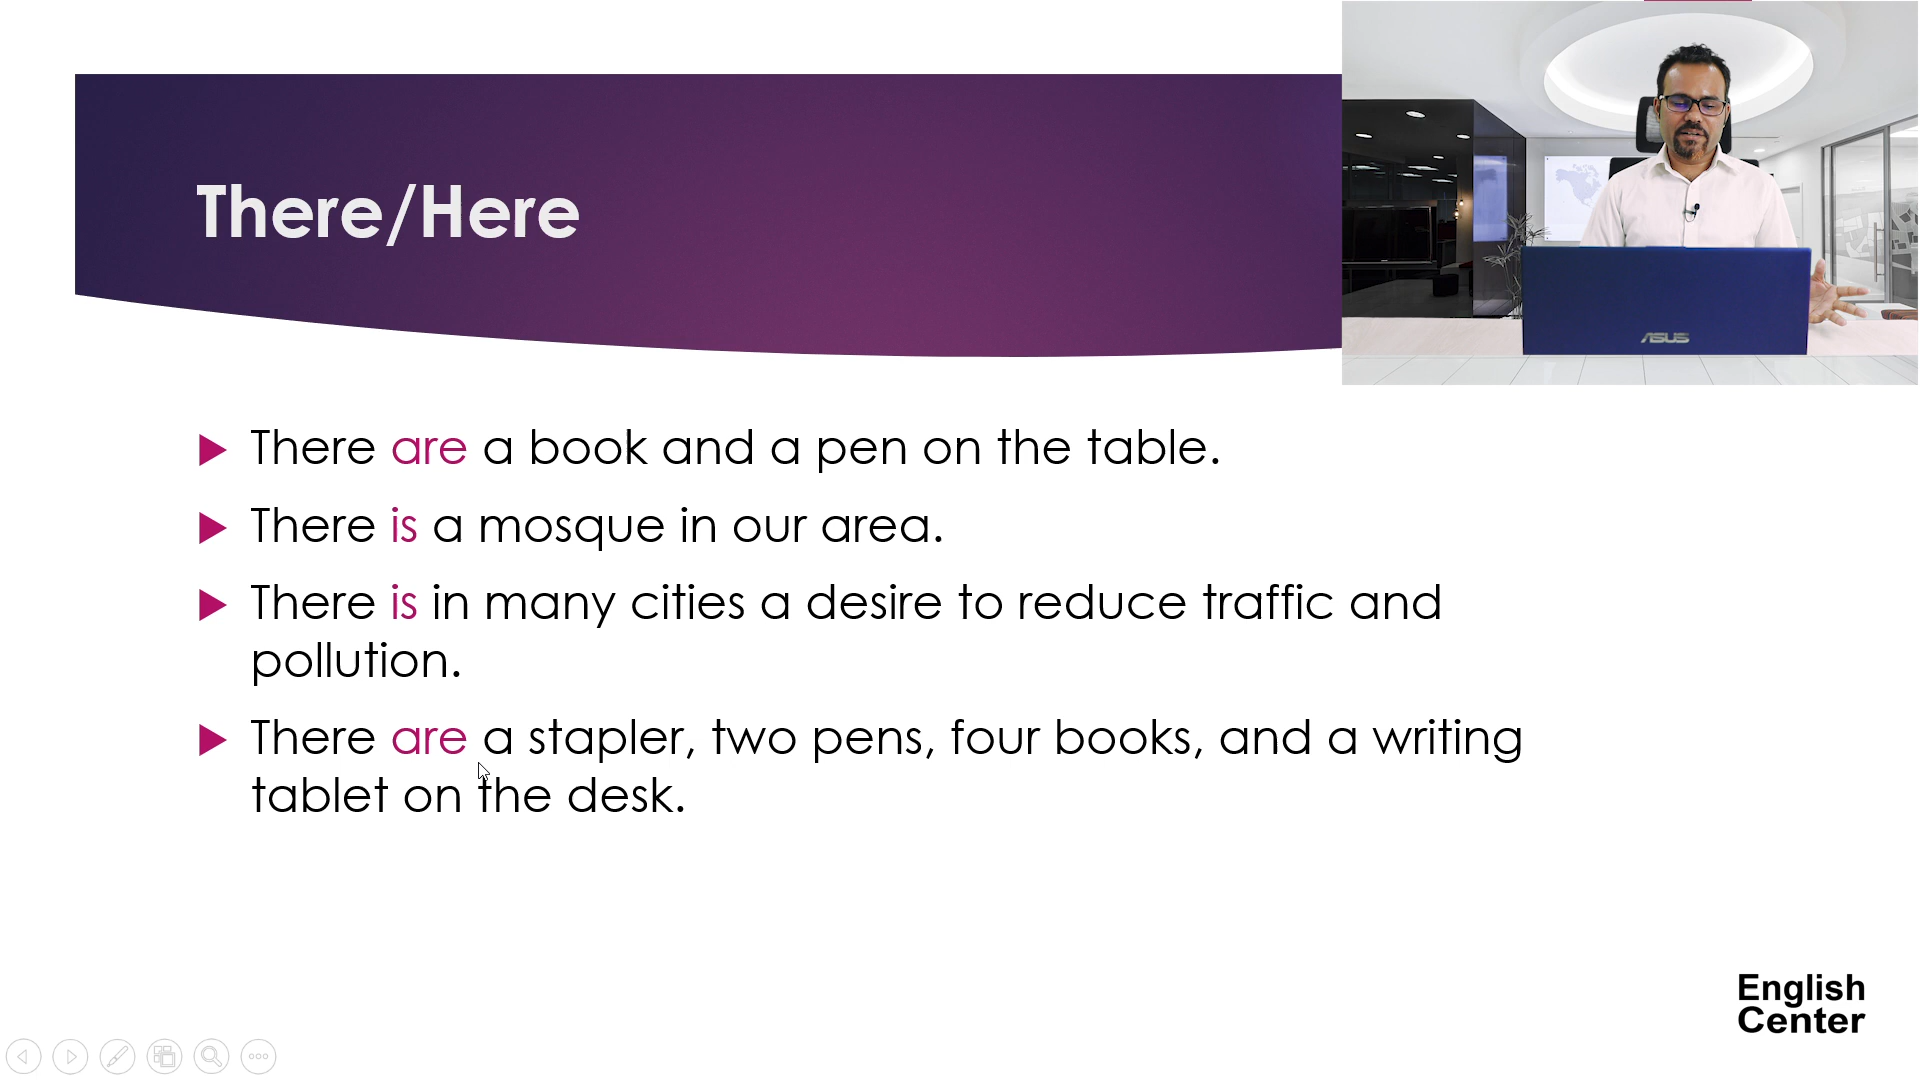 There/Here
There are a book and a pen on the table.
There is a mosque in our area.
There is in many cities a desire to reduce traffic and
pollution.
There are a stapler, two pens, four books, and a writing
tablet on the desk.
ASUS
English
Center